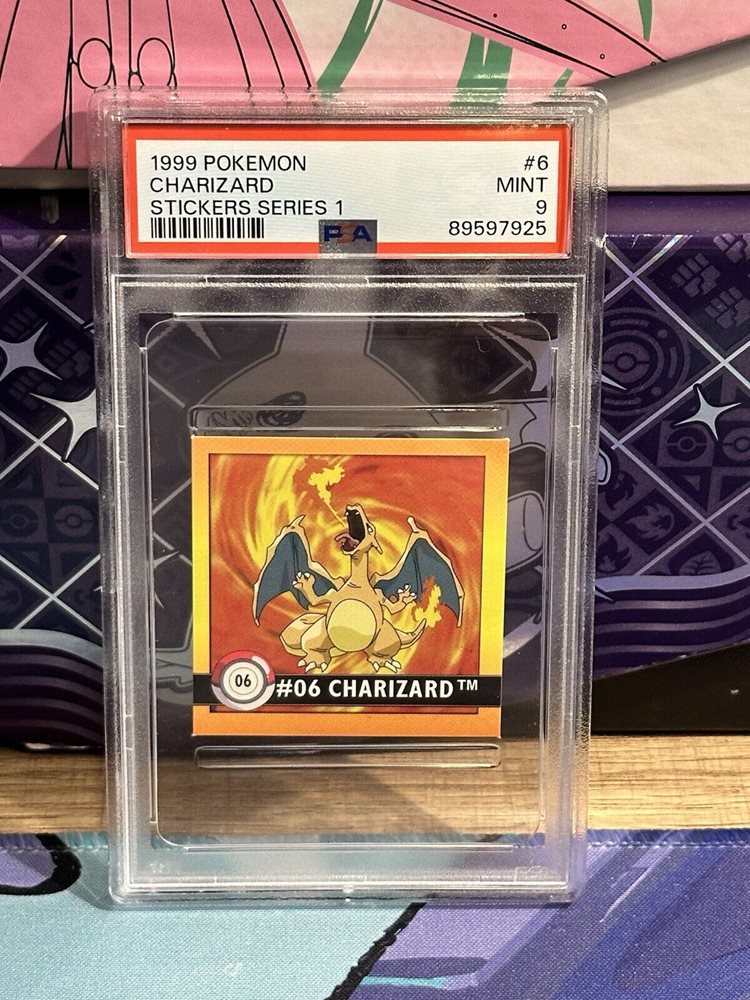 1999 POKEMON #6
CHARIZARD MINT
STICKERS SERIES 1 9
PSA 89597925
06 #06 CHARIZARD™